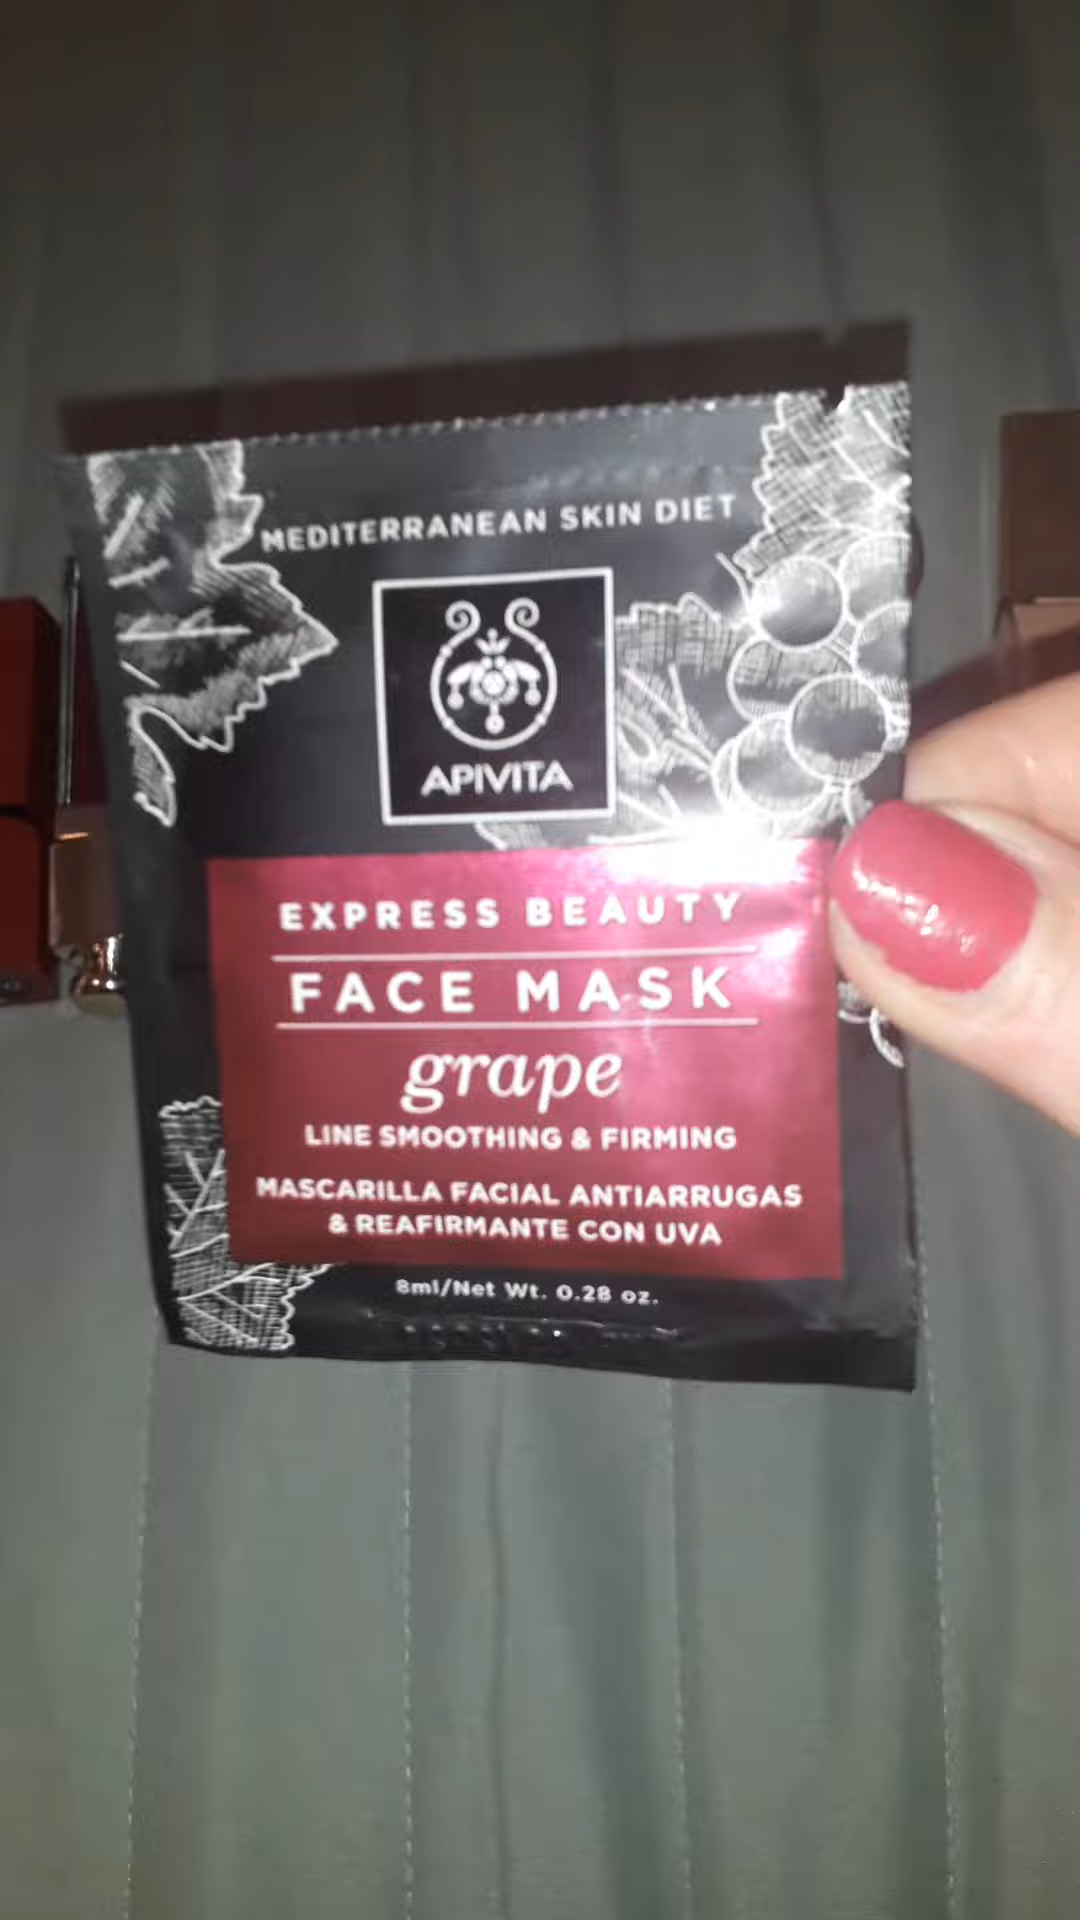 MEDITERRANEAN SKIN DIET
APIVITA
EXPRESS BEAUTY
FACE MASK
grape
LINE SMOOTHING & FIRMING
MASCARILLA FACIAL ANTIARRUGAS
& REAFIRMANTE CON UVA
8ml/Net Wt. 0.28 oz.